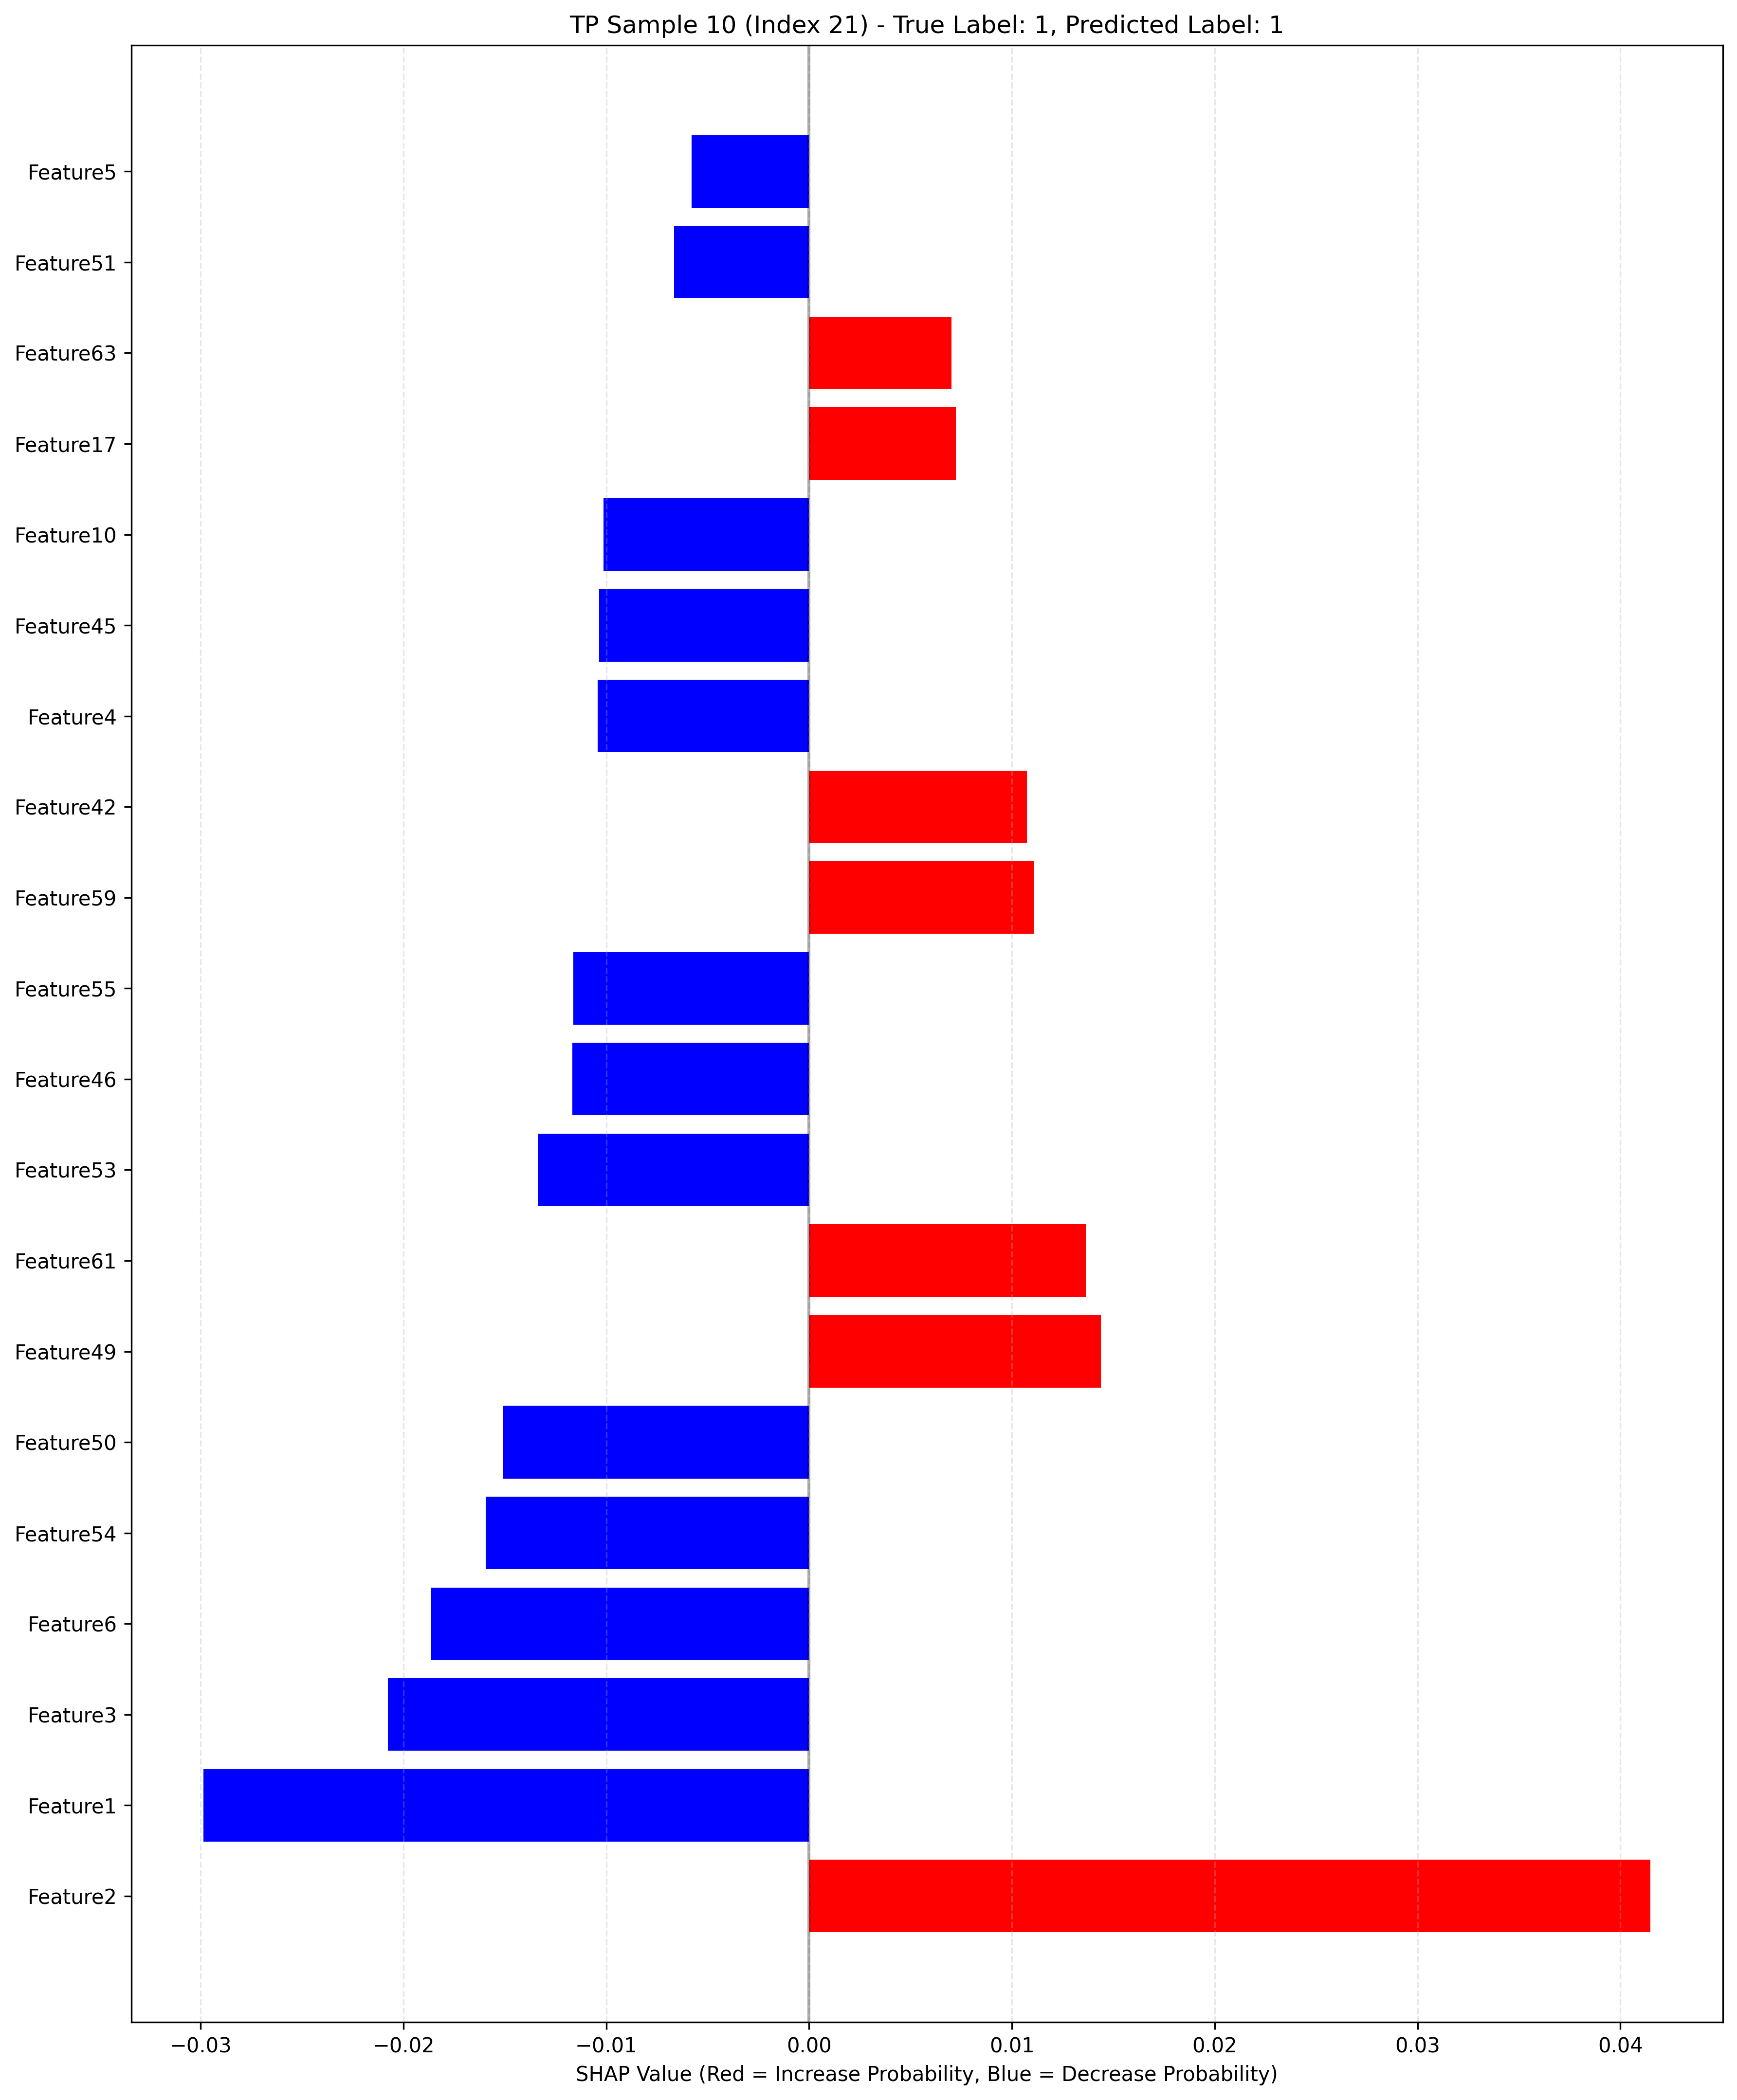 TP Sample 10 (Index 21) - True Label: 1, Predicted Label: 1
Feature5
Feature51
Feature63
Feature17
Feature10
Feature45
Feature4
Feature42
Feature59
Feature55
Feature46
Feature53
Feature61
Feature49
Feature50
Feature54
Feature6
Feature3
Feature1
Feature2
−0.03 −0.02 −0.01 0.00 0.01 0.02 0.03 0.04
SHAP Value (Red = Increase Probability, Blue = Decrease Probability)